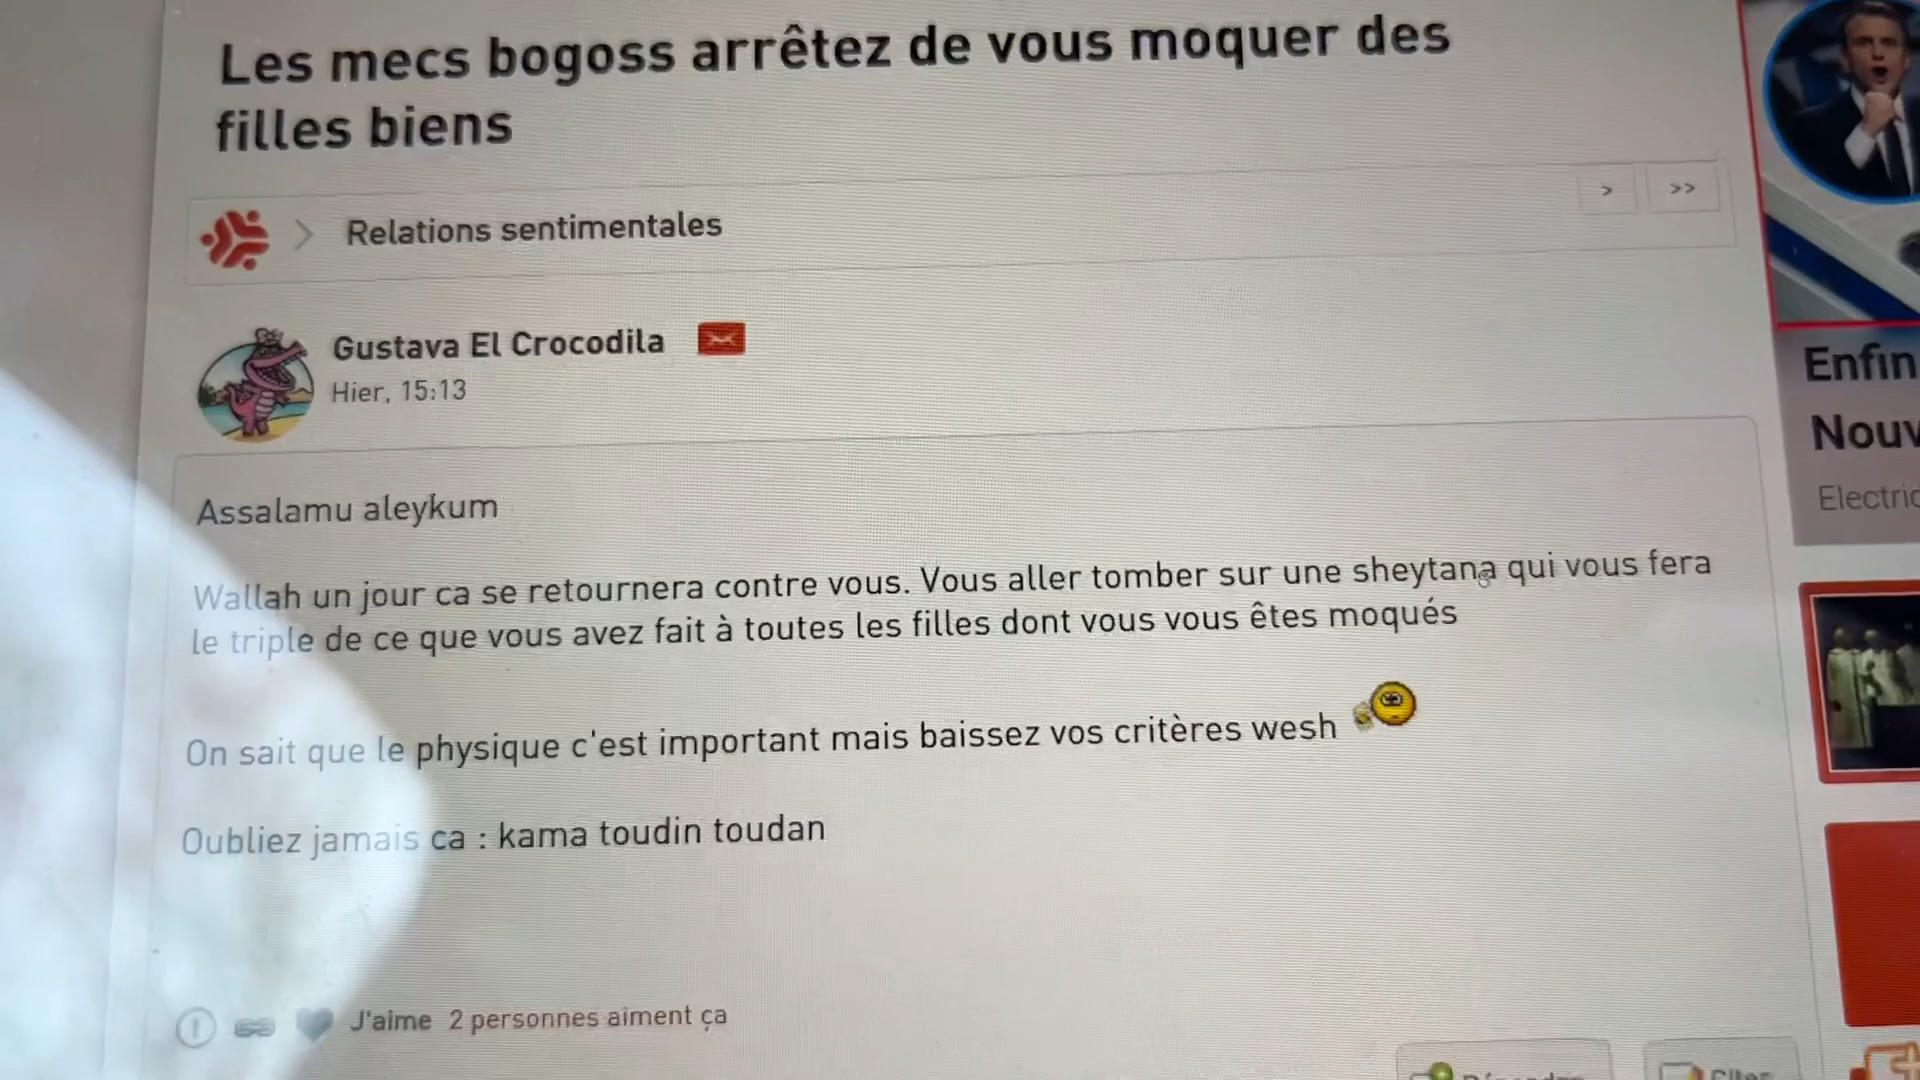 Les mecs bogoss arrêtez de vous moquer des
filles biens
> >>
Relations sentimentales
Gustava El Crocodila
Hier, 15:13
Assalamu aleykum
Wallah un jour ca se retournera contre vous. Vous aller tomber sur une sheytana qui vous fera
le triple de ce que vous avez fait à toutes les filles dont vous vous êtes moqués
On sait que le physique c'est important mais baissez vos critères wesh
Oubliez jamais ca : kama toudin toudan
J'aime 2 personnes aiment ça
Enfin
Nouv
Electric